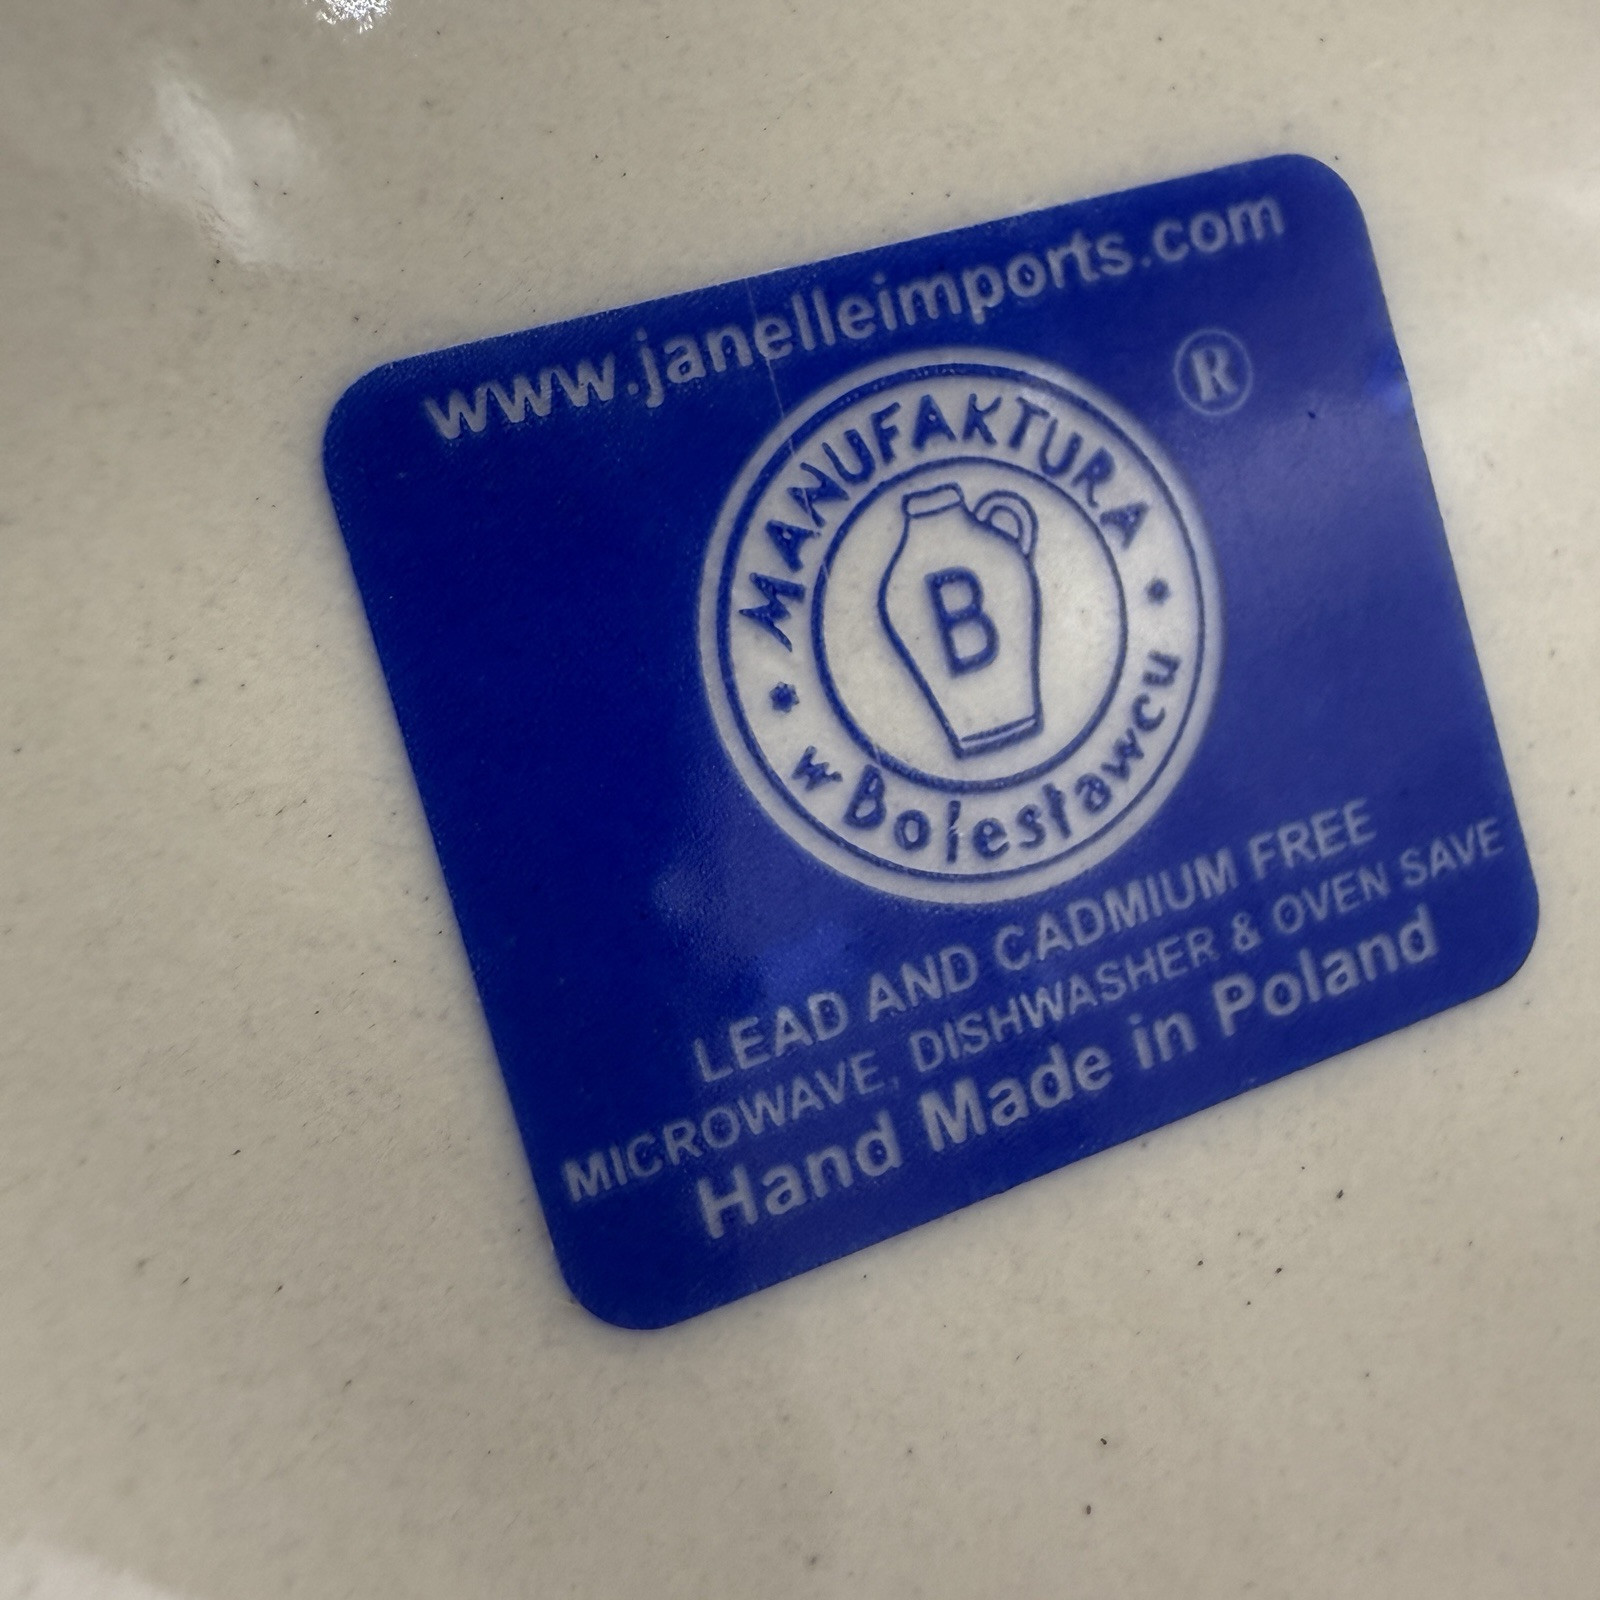 www.janelleimports.com
®
MANUFAKTURA
B
w Bolesławcu
LEAD AND CADMIUM FREE
MICROWAVE, DISHWASHER & OVEN SAVE
Hand Made in Poland